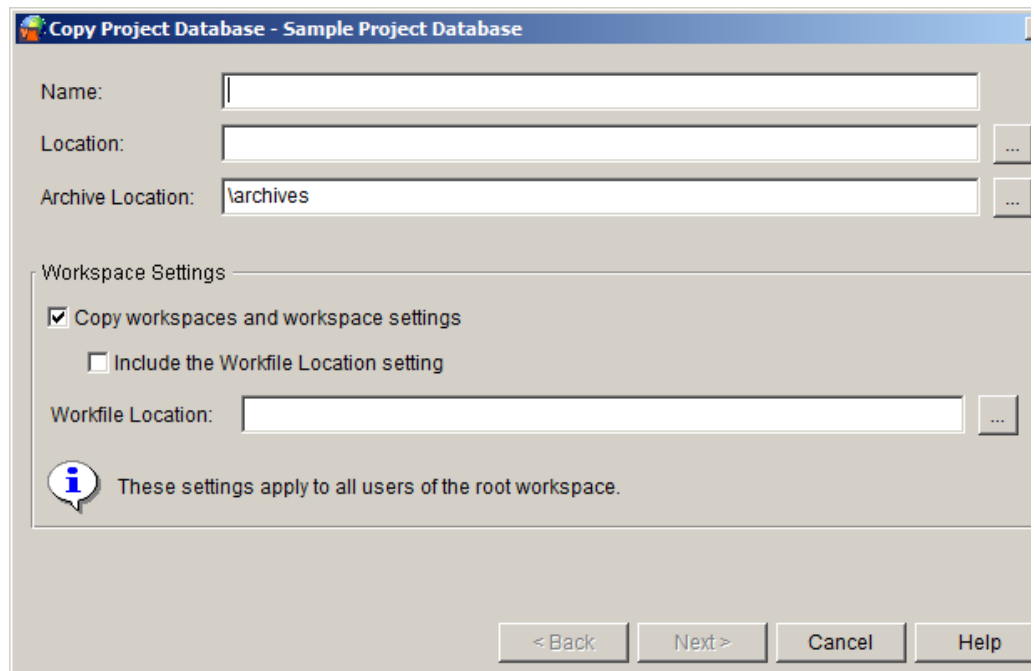 Copy Project Database - Sample Project Database
Name:
Location:
...
Archive Location: \archives
...
Workspace Settings
Copy workspaces and workspace settings
Include the Workfile Location setting
Workfile Location:
...
These settings apply to all users of the root workspace.
< Back Next > Cancel Help